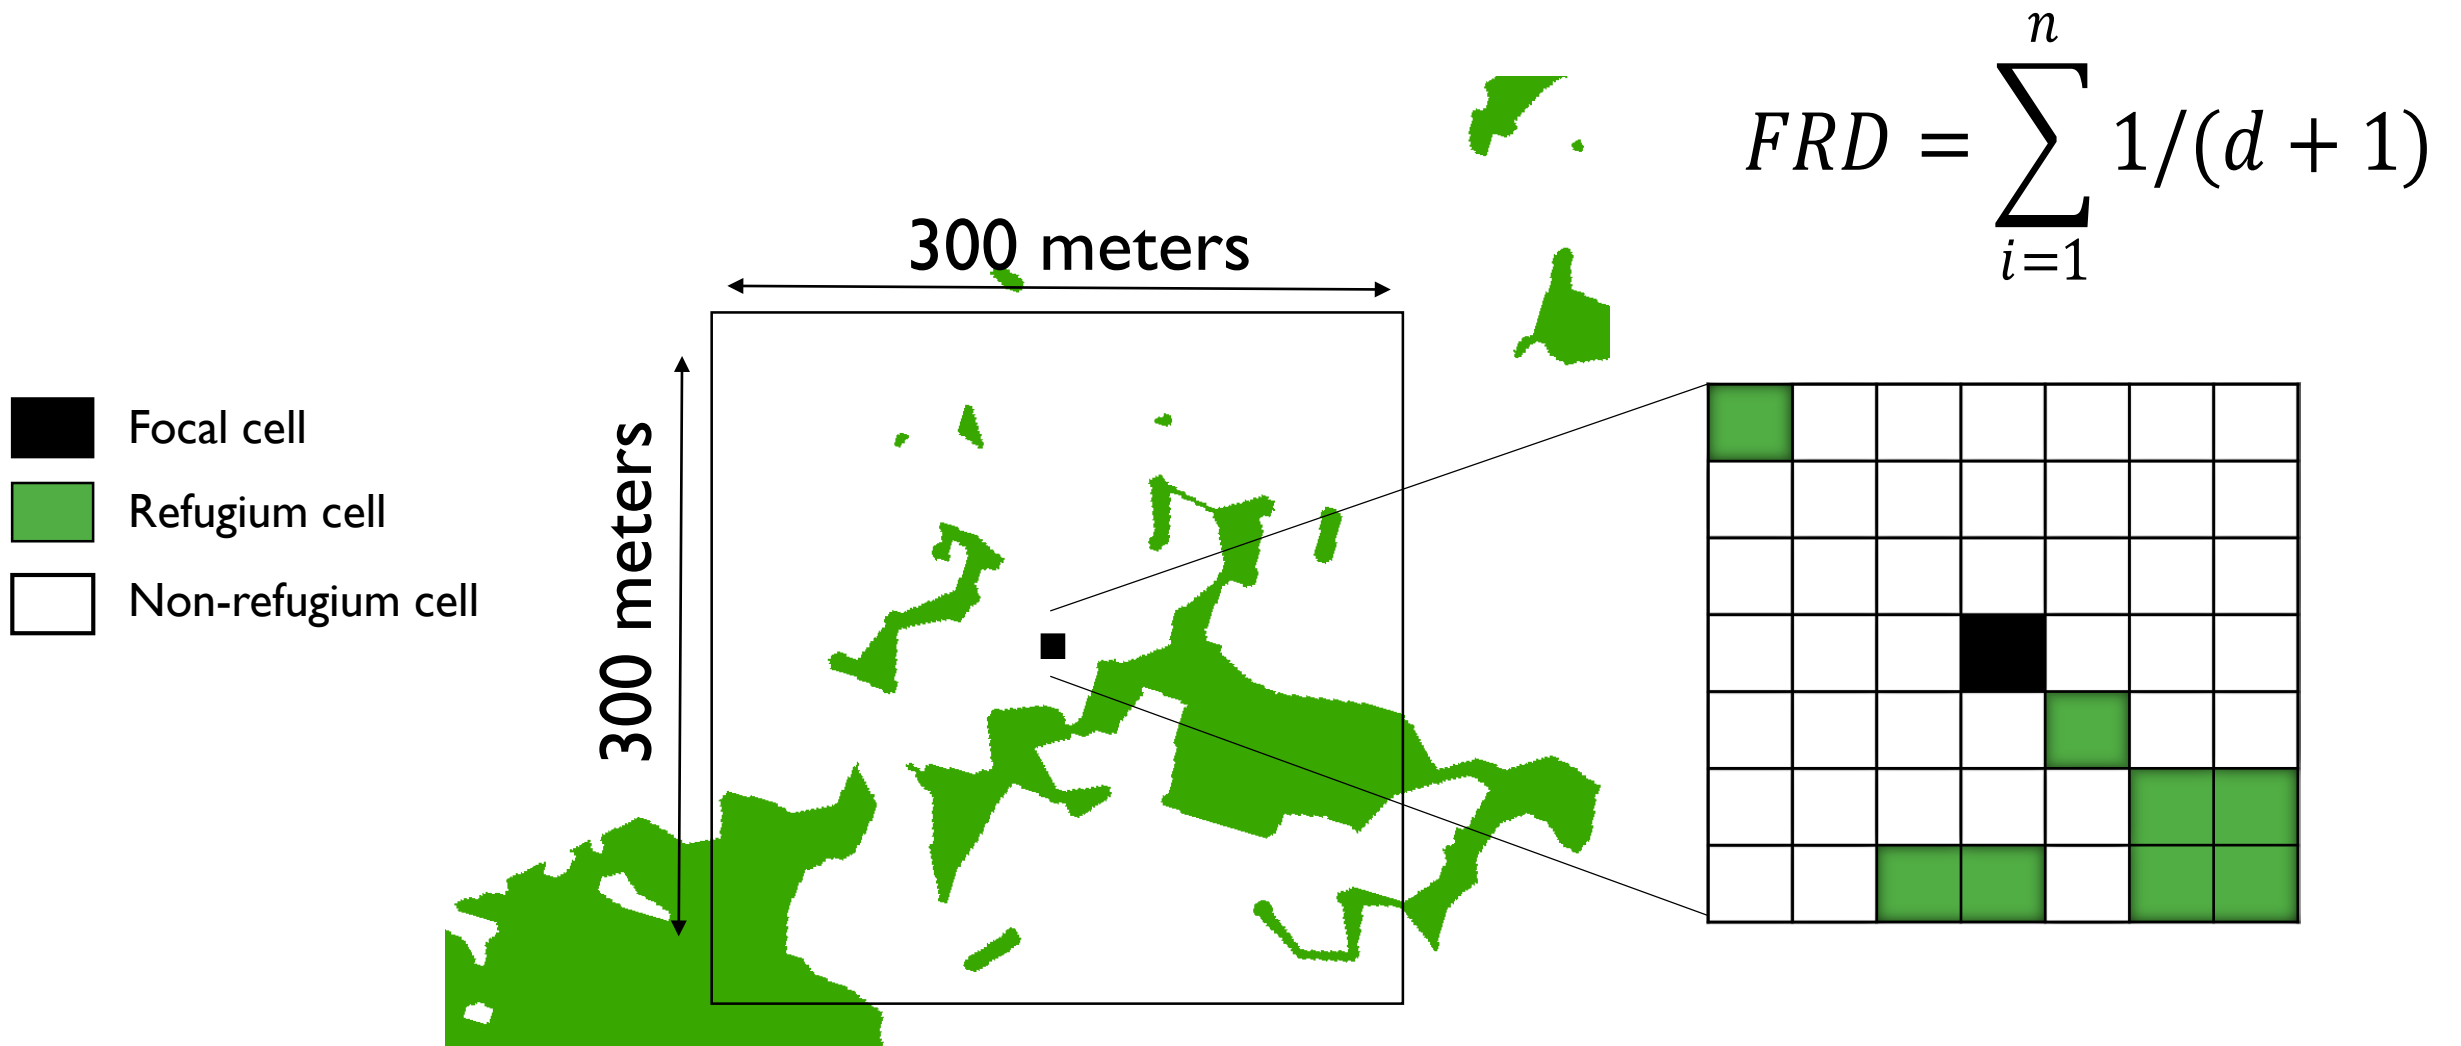 n
FRD = ∑ 1/(d + 1)
i=1
300 meters
300 meters
Focal cell
Refugium cell
Non-refugium cell